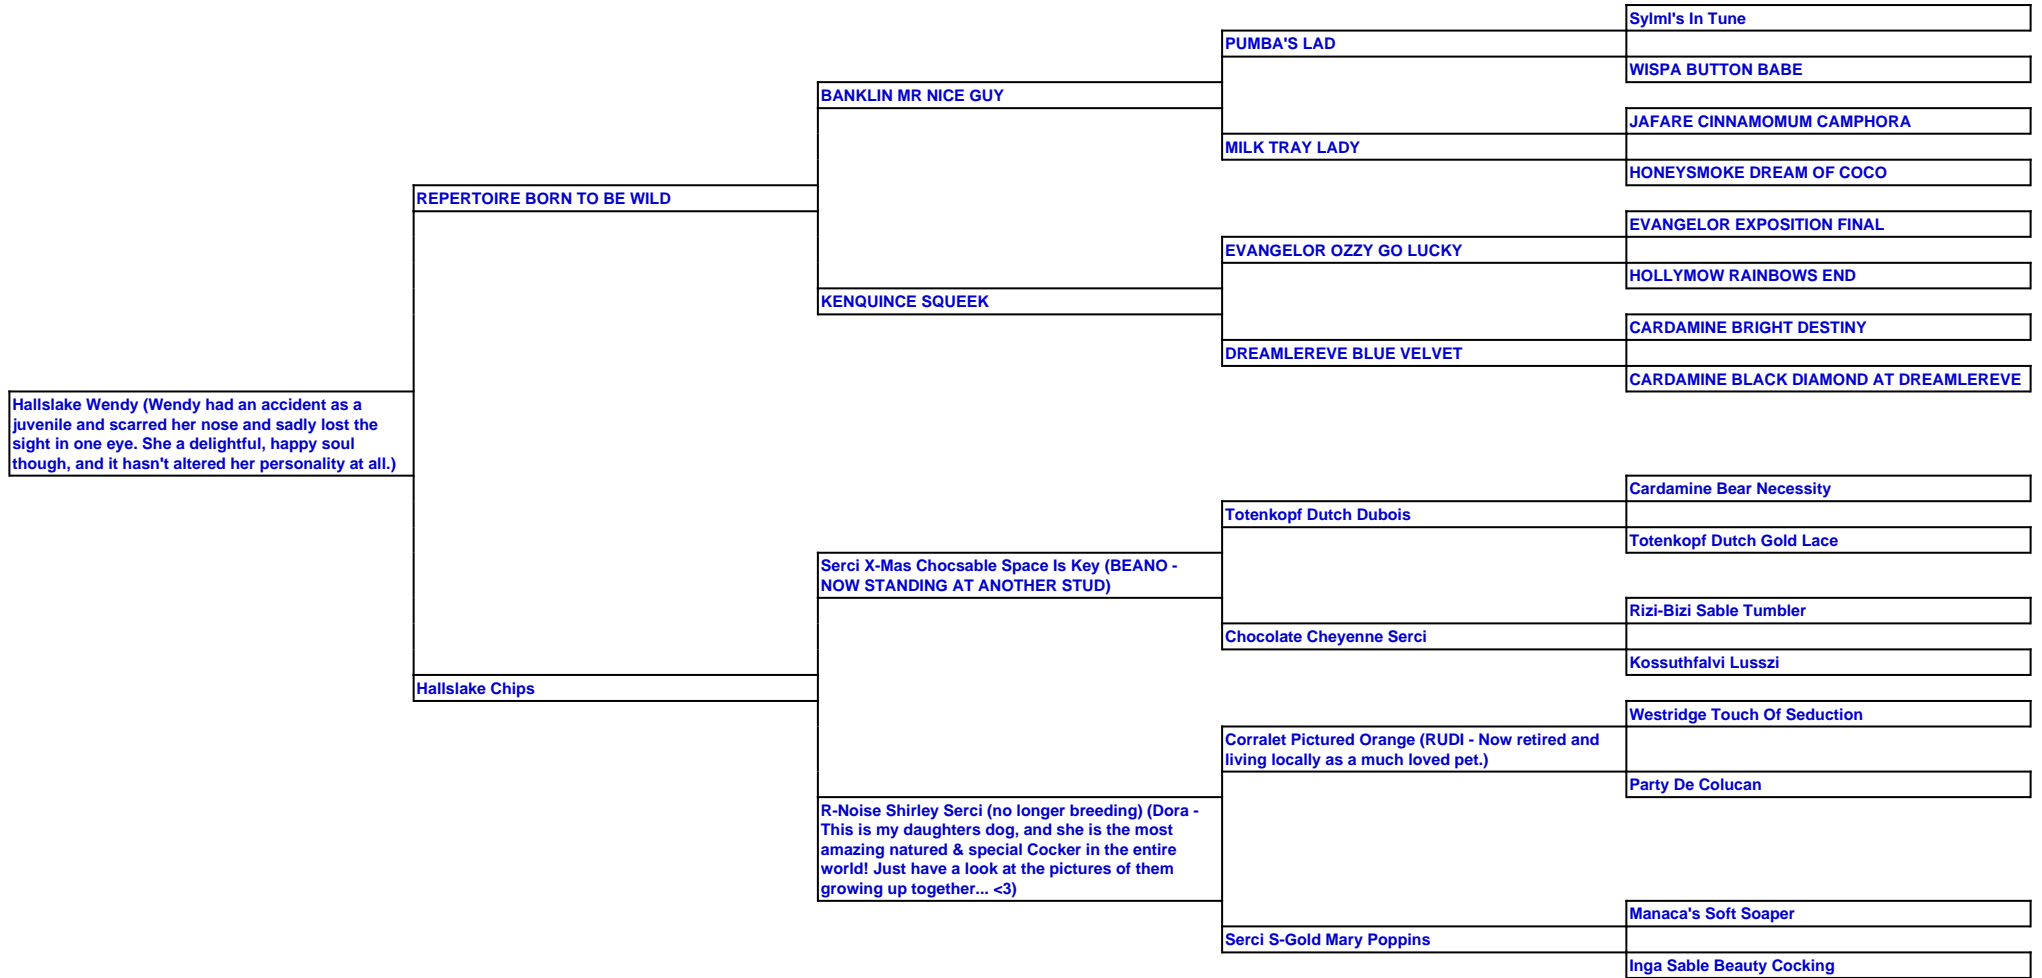 Sylml's In Tune
PUMBA'S LAD
WISPA BUTTON BABE
BANKLIN MR NICE GUY
JAFARE CINNAMOMUM CAMPHORA
MILK TRAY LADY
HONEYSMOKE DREAM OF COCO
REPERTOIRE BORN TO BE WILD
EVANGELOR EXPOSITION FINAL
EVANGELOR OZZY GO LUCKY
HOLLYMOW RAINBOWS END
KENQUINCE SQUEEK
CARDAMINE BRIGHT DESTINY
DREAMLEREVE BLUE VELVET
CARDAMINE BLACK DIAMOND AT DREAMLEREVE
Hallslake Wendy (Wendy had an accident as a
juvenile and scarred her nose and sadly lost the
sight in one eye. She a delightful, happy soul
though, and it hasn't altered her personality at all.)
Cardamine Bear Necessity
Totenkopf Dutch Dubois
Totenkopf Dutch Gold Lace
Serci X-Mas Chocsable Space Is Key (BEANO -
NOW STANDING AT ANOTHER STUD)
Rizi-Bizi Sable Tumbler
Chocolate Cheyenne Serci
Kossuthfalvi Lusszi
Hallslake Chips
Westridge Touch Of Seduction
Corralet Pictured Orange (RUDI - Now retired and
living locally as a much loved pet.)
Party De Colucan
R-Noise Shirley Serci (no longer breeding) (Dora -
This is my daughters dog, and she is the most
amazing natured & special Cocker in the entire
world! Just have a look at the pictures of them
growing up together... <3)
Manaca's Soft Soaper
Serci S-Gold Mary Poppins
Inga Sable Beauty Cocking